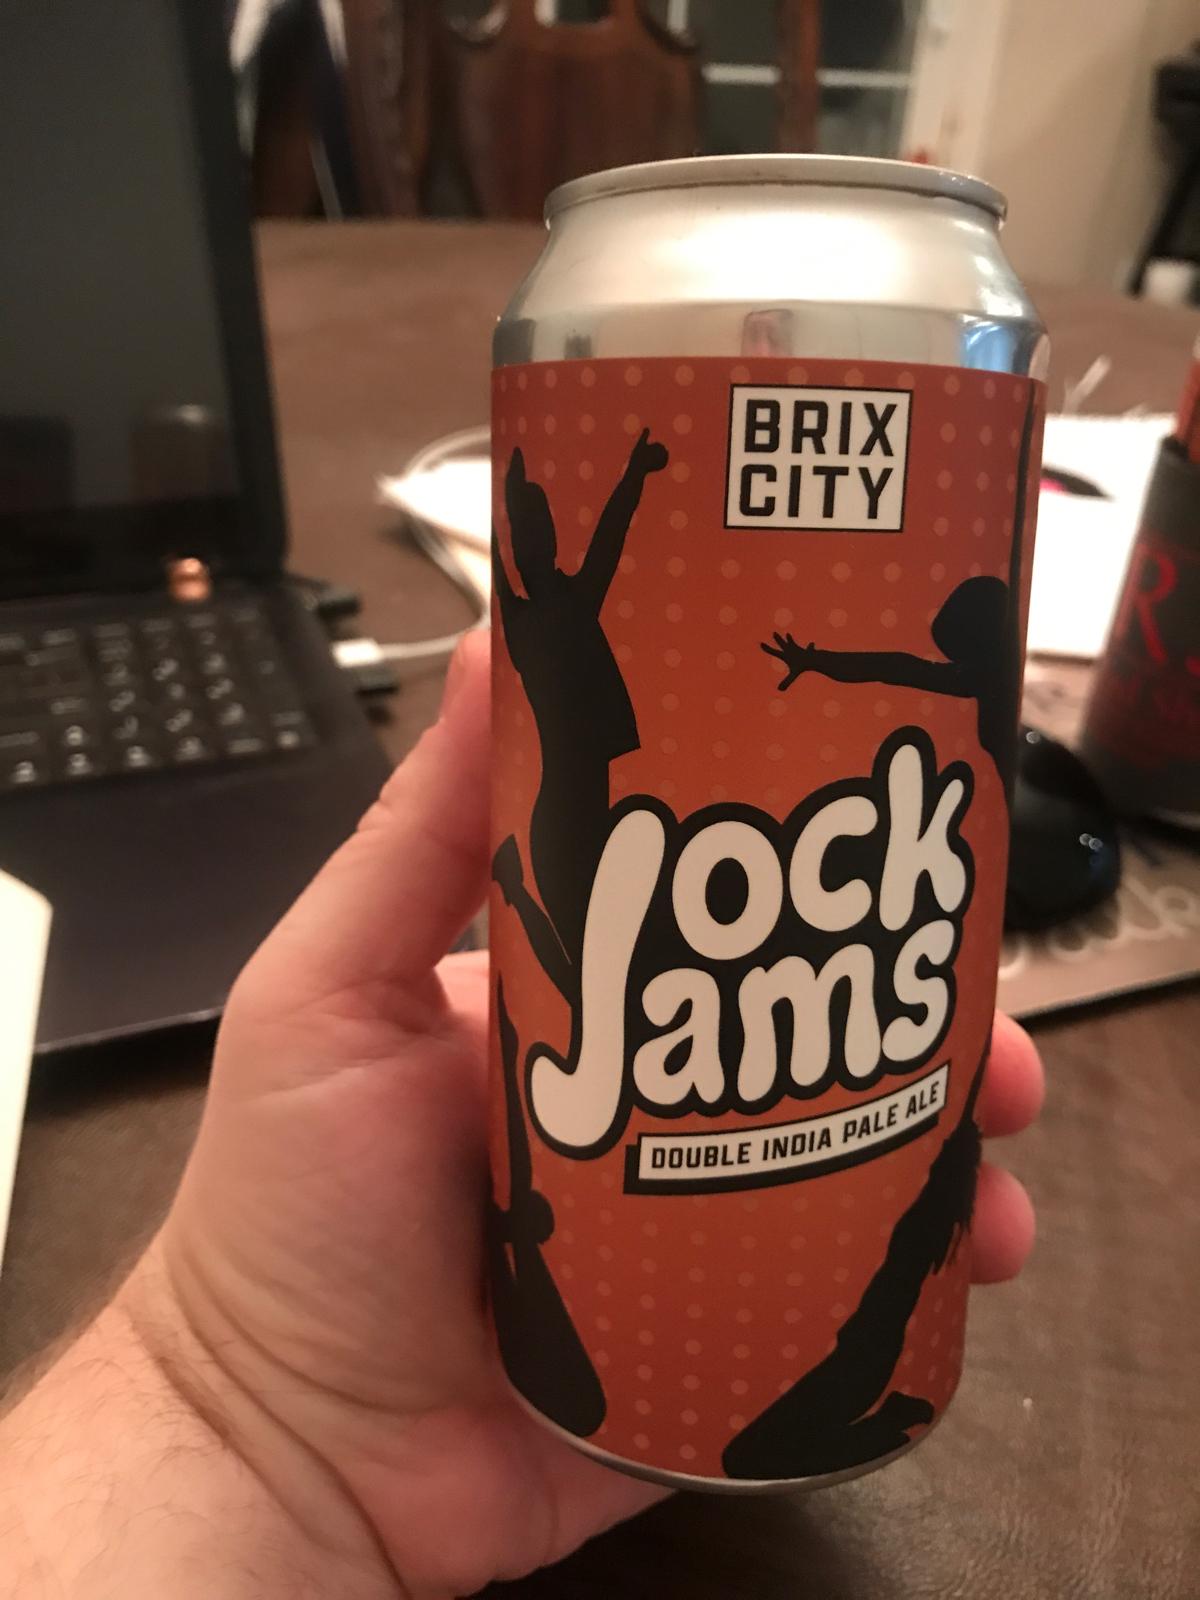 BRIX
CITY
Jock
Jams
DOUBLE INDIA PALE ALE